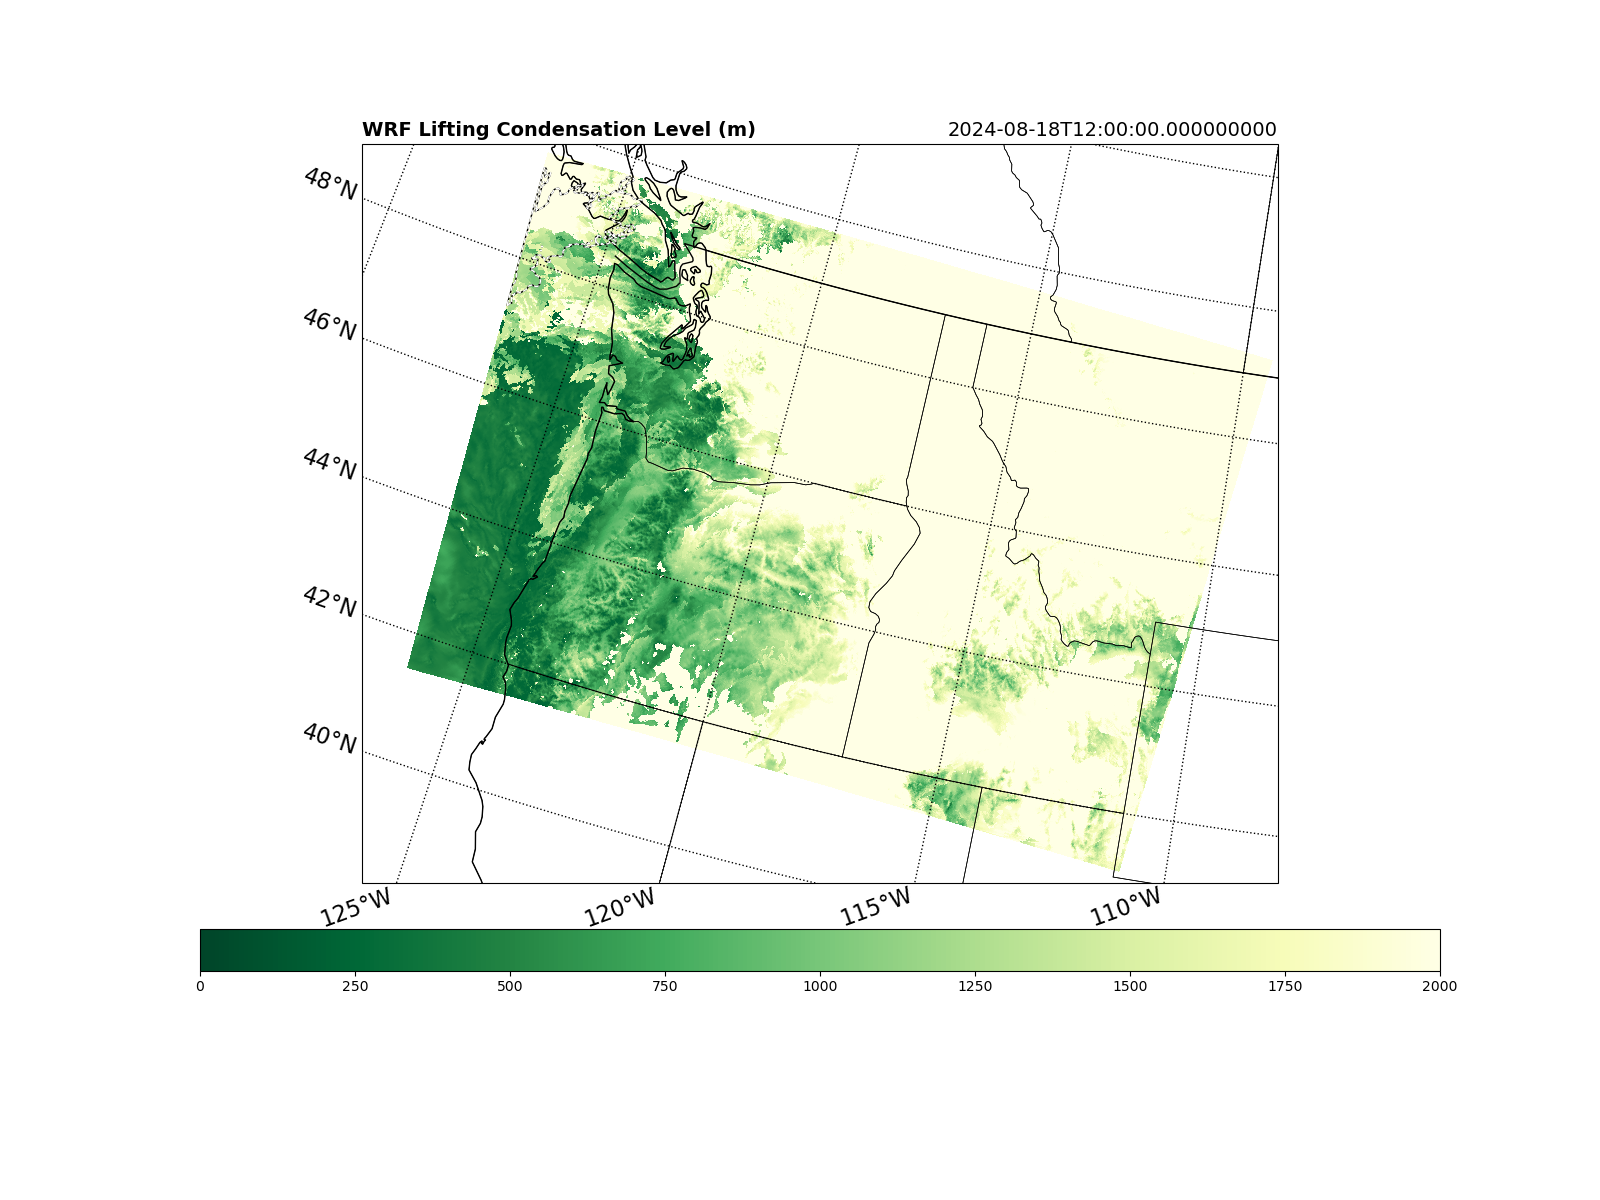 WRF Lifting Condensation Level (m)
2024-08-18T12:00:00.000000000
48°N
46°N
44°N
42°N
40°N
125°W
120°W
115°W
110°W
0
250
500
750
1000
1250
1500
1750
2000